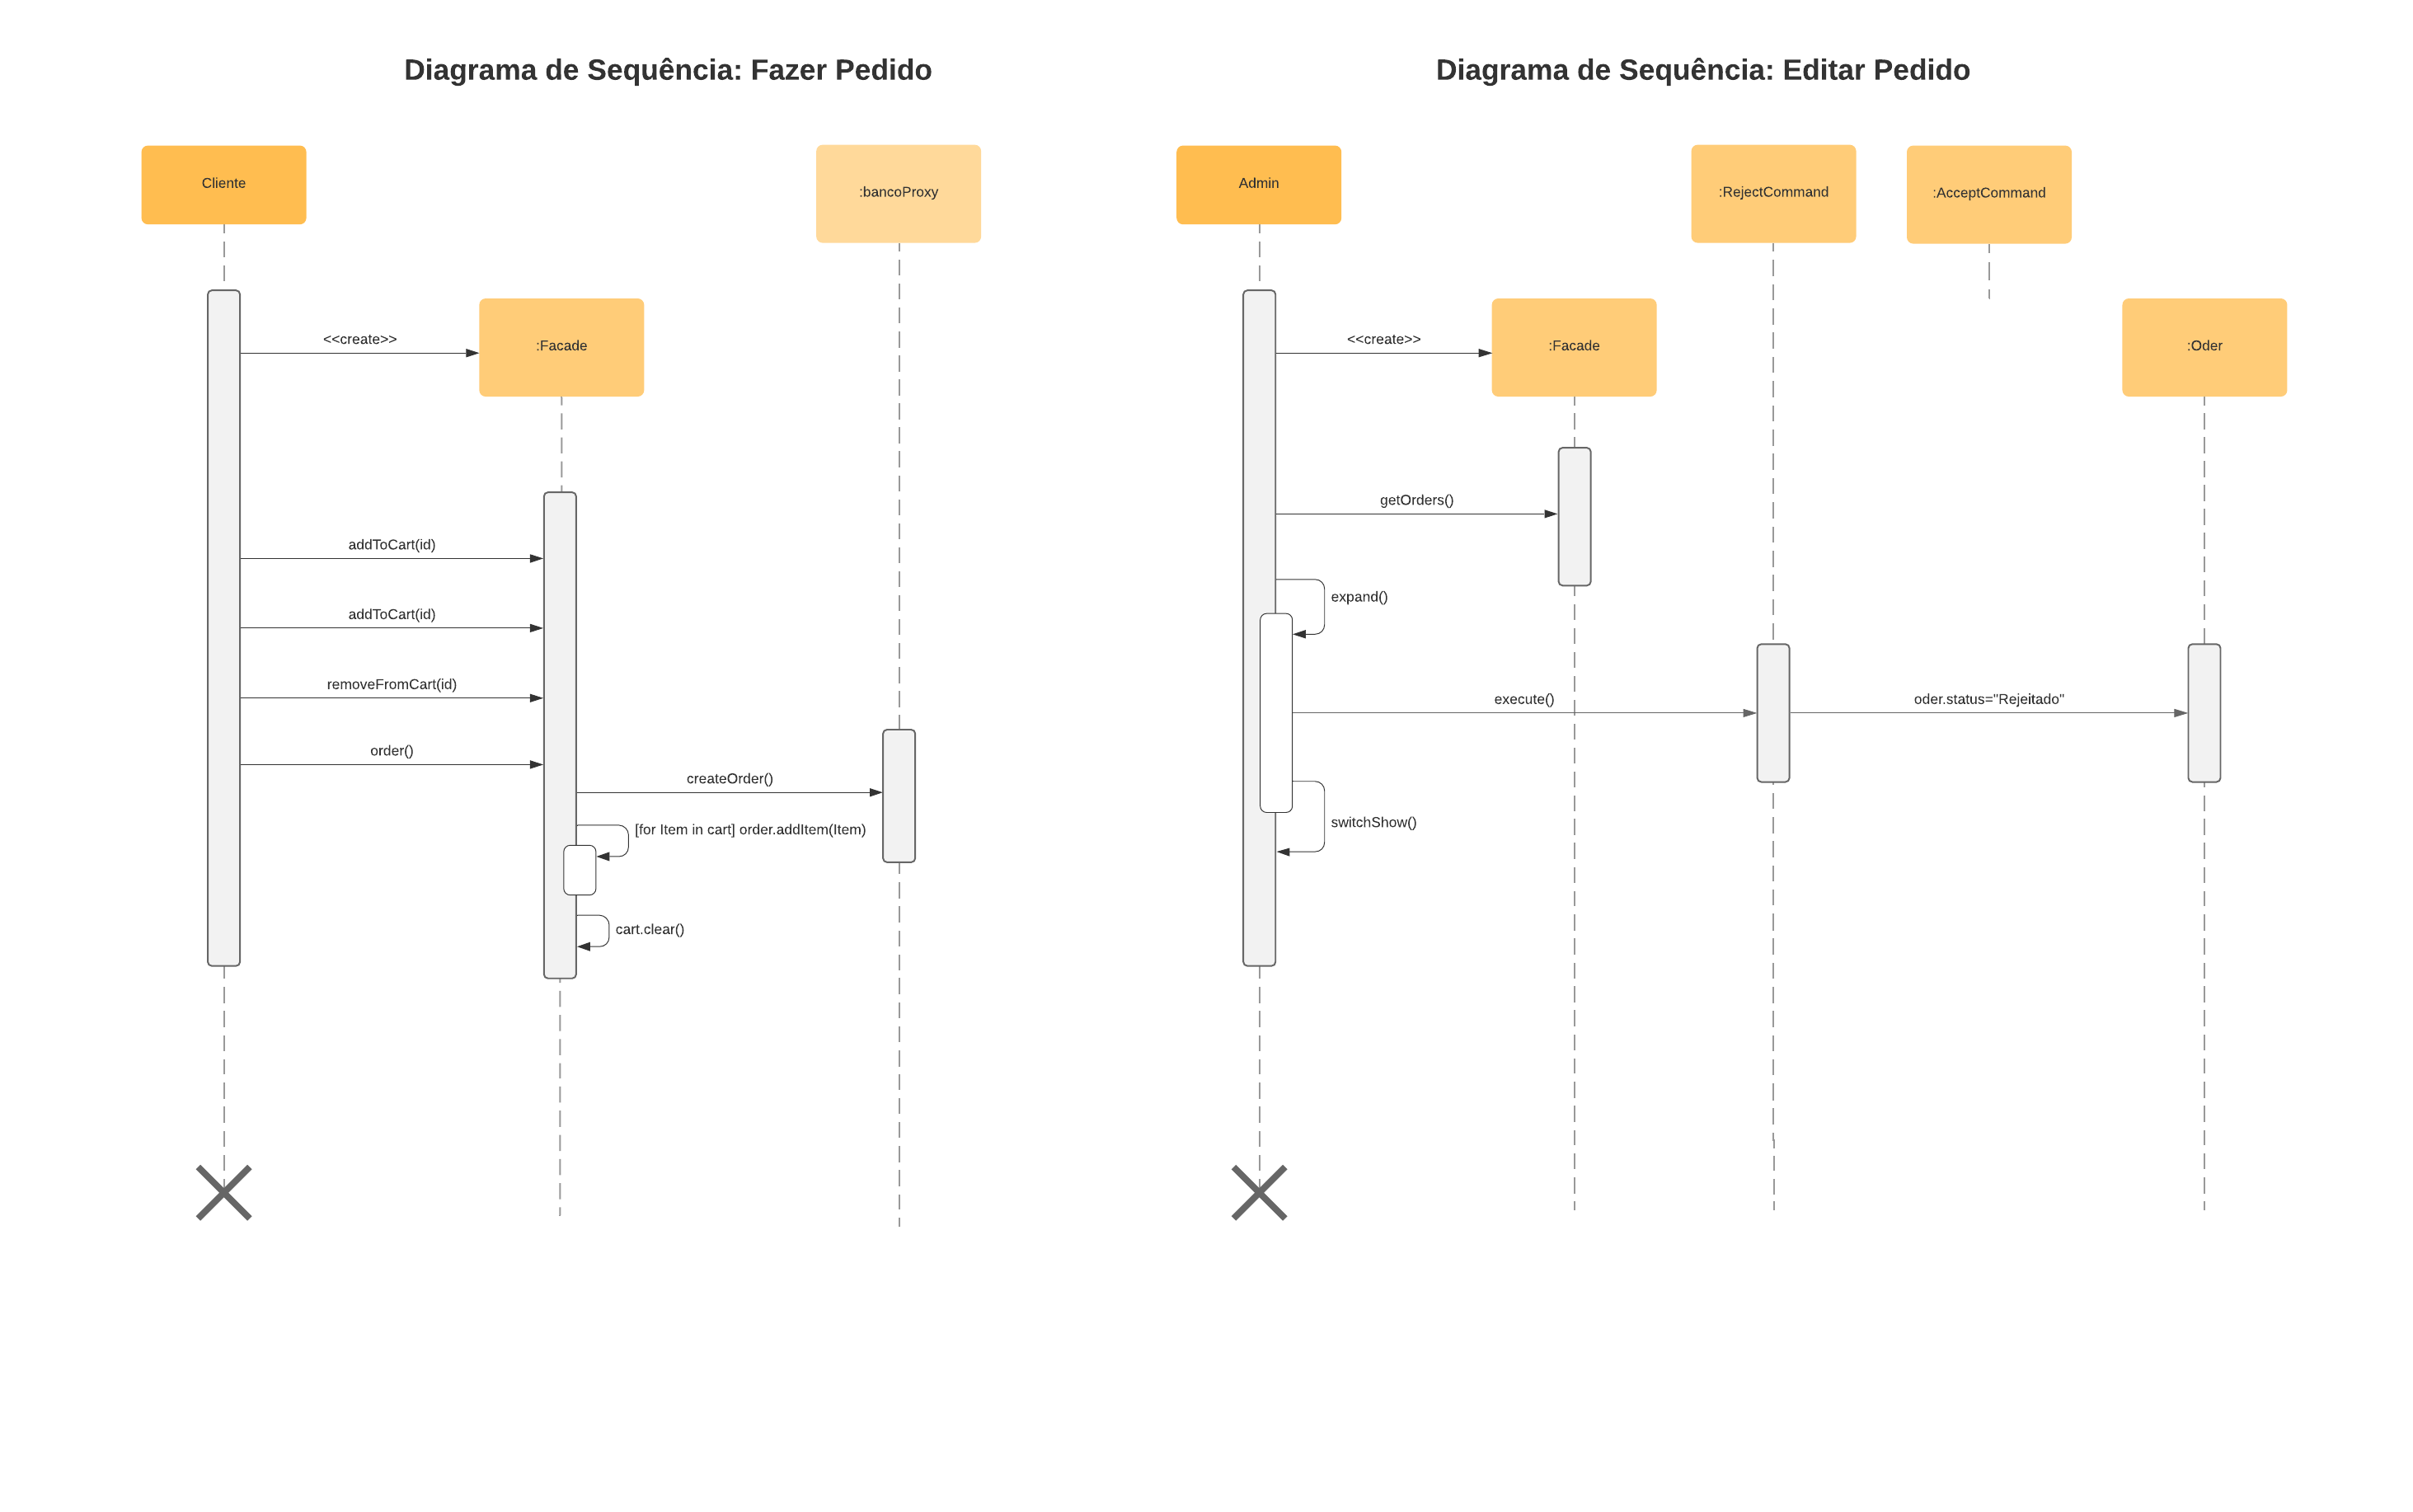 Diagrama de Sequência: Fazer Pedido
Cliente
:bancoProxy
<<create>>
:Facade
addToCart(id)
addToCart(id)
removeFromCart(id)
order()
createOrder()
[for Item in cart] order.addItem(Item)
cart.clear()
Diagrama de Sequência: Editar Pedido
Admin
:RejectCommand
:AcceptCommand
<<create>>
:Facade
:Oder
getOrders()
expand()
execute()
oder.status="Rejeitado"
switchShow()